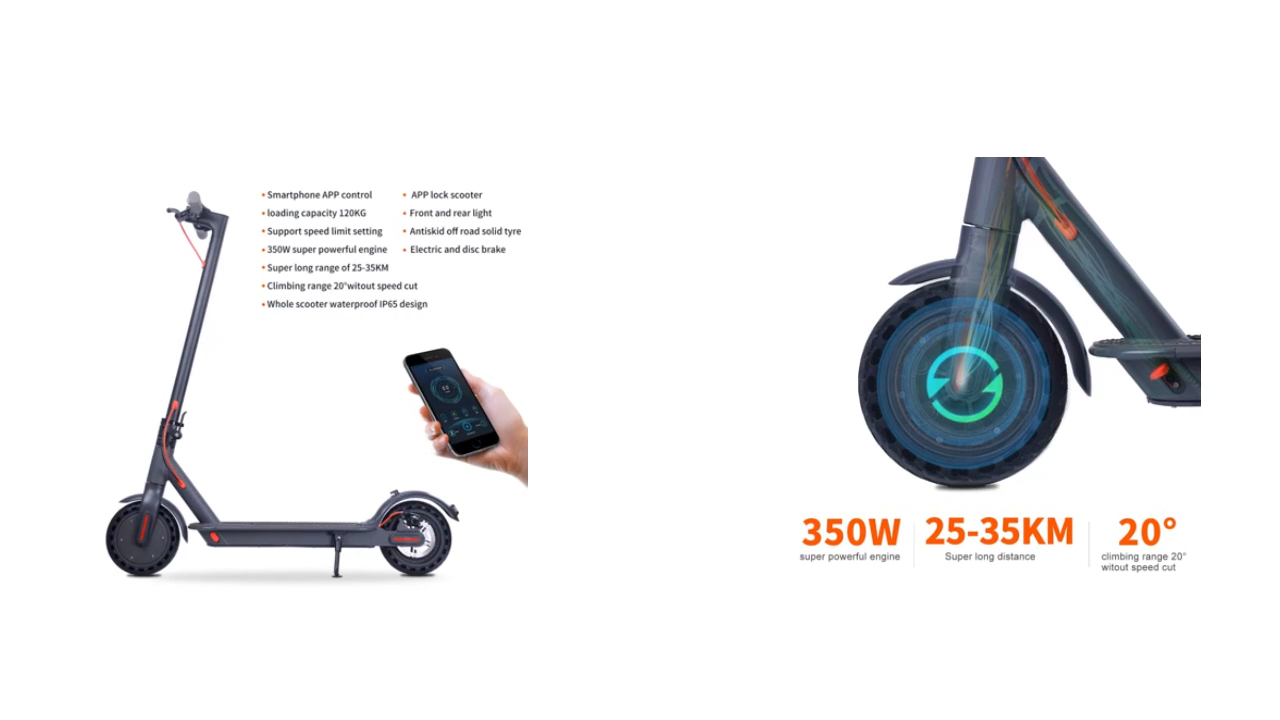 • Smartphone APP control
• loading capacity 120KG
• Support speed limit setting
• 350W super powerful engine
• Super long range of 25-35KM
• Climbing range 20°witout speed cut
• Whole scooter waterproof IP65 design
• APP lock scooter
• Front and rear light
• Antiskid off road solid tyre
• Electric and disc brake
350W
super powerful engine
25-35KM
Super long distance
20°
climbing range 20°
witout speed cut